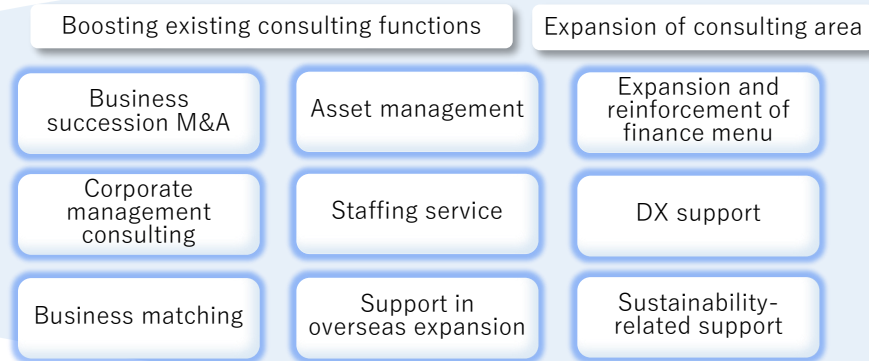 Boosting existing consulting functions
Expansion of consulting area
Business
succession M&A
Asset management
Expansion and
reinforcement of
finance menu
Corporate
management
consulting
Staffing service
DX support
Business matching
Support in
overseas expansion
Sustainability-
related support